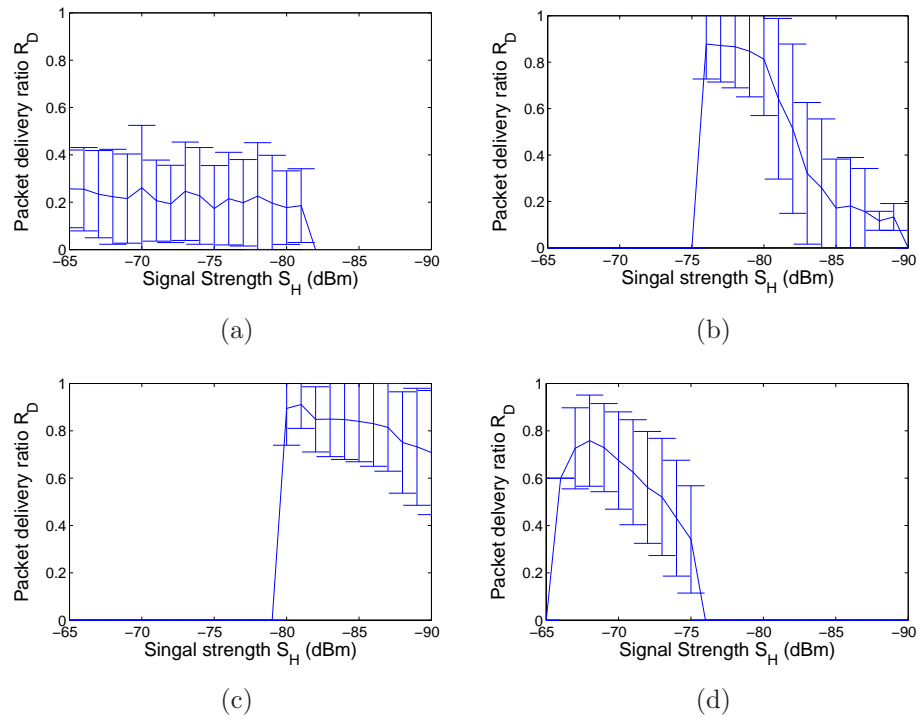 1
0.8
0.6
0.4
0.2
0
−65 −70 −75 −80 −85 −90
Packet delivery ratio R_D
Signal Strength S_H (dBm)
(a)
1
0.8
0.6
0.4
0.2
0
−65 −70 −75 −80 −85 −90
Packet delivery ratio R_D
Singal strength S_H (dBm)
(b)
1
0.8
0.6
0.4
0.2
0
−65 −70 −75 −80 −85 −90
Packet delivery ratio R_D
Singal strength S_H (dBm)
(c)
1
0.8
0.6
0.4
0.2
0
−65 −70 −75 −80 −85 −90
Packet delivery ratio R_D
Signal Strength S_H (dBm)
(d)